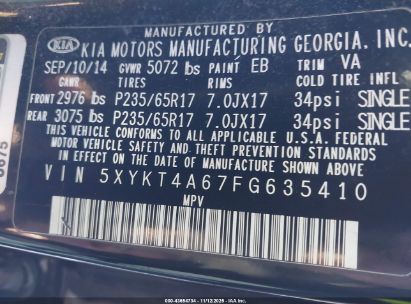 MANUFACTURED BY
KIA KIA MOTORS MANUFACTURING GEORGIA, INC.
SEP/10/14 GVWR 5072 lbs PAINT EB TRIM VA
GAWR TIRES RIMS COLD TIRE INFL
FRONT 2976 lbs P235/65R17 7.0JX17 34psi SINGLE
REAR 3075 lbs P235/65R17 7.0JX17 34psi SINGLE
THIS VEHICLE CONFORMS TO ALL APPLICABLE U.S.A. FEDERAL
MOTOR VEHICLE SAFETY AND THEFT PREVENTION STANDARDS
IN EFFECT ON THE DATE OF MANUFACTURE SHOWN ABOVE.
VIN 5XYKT4A67FG635410
MPV